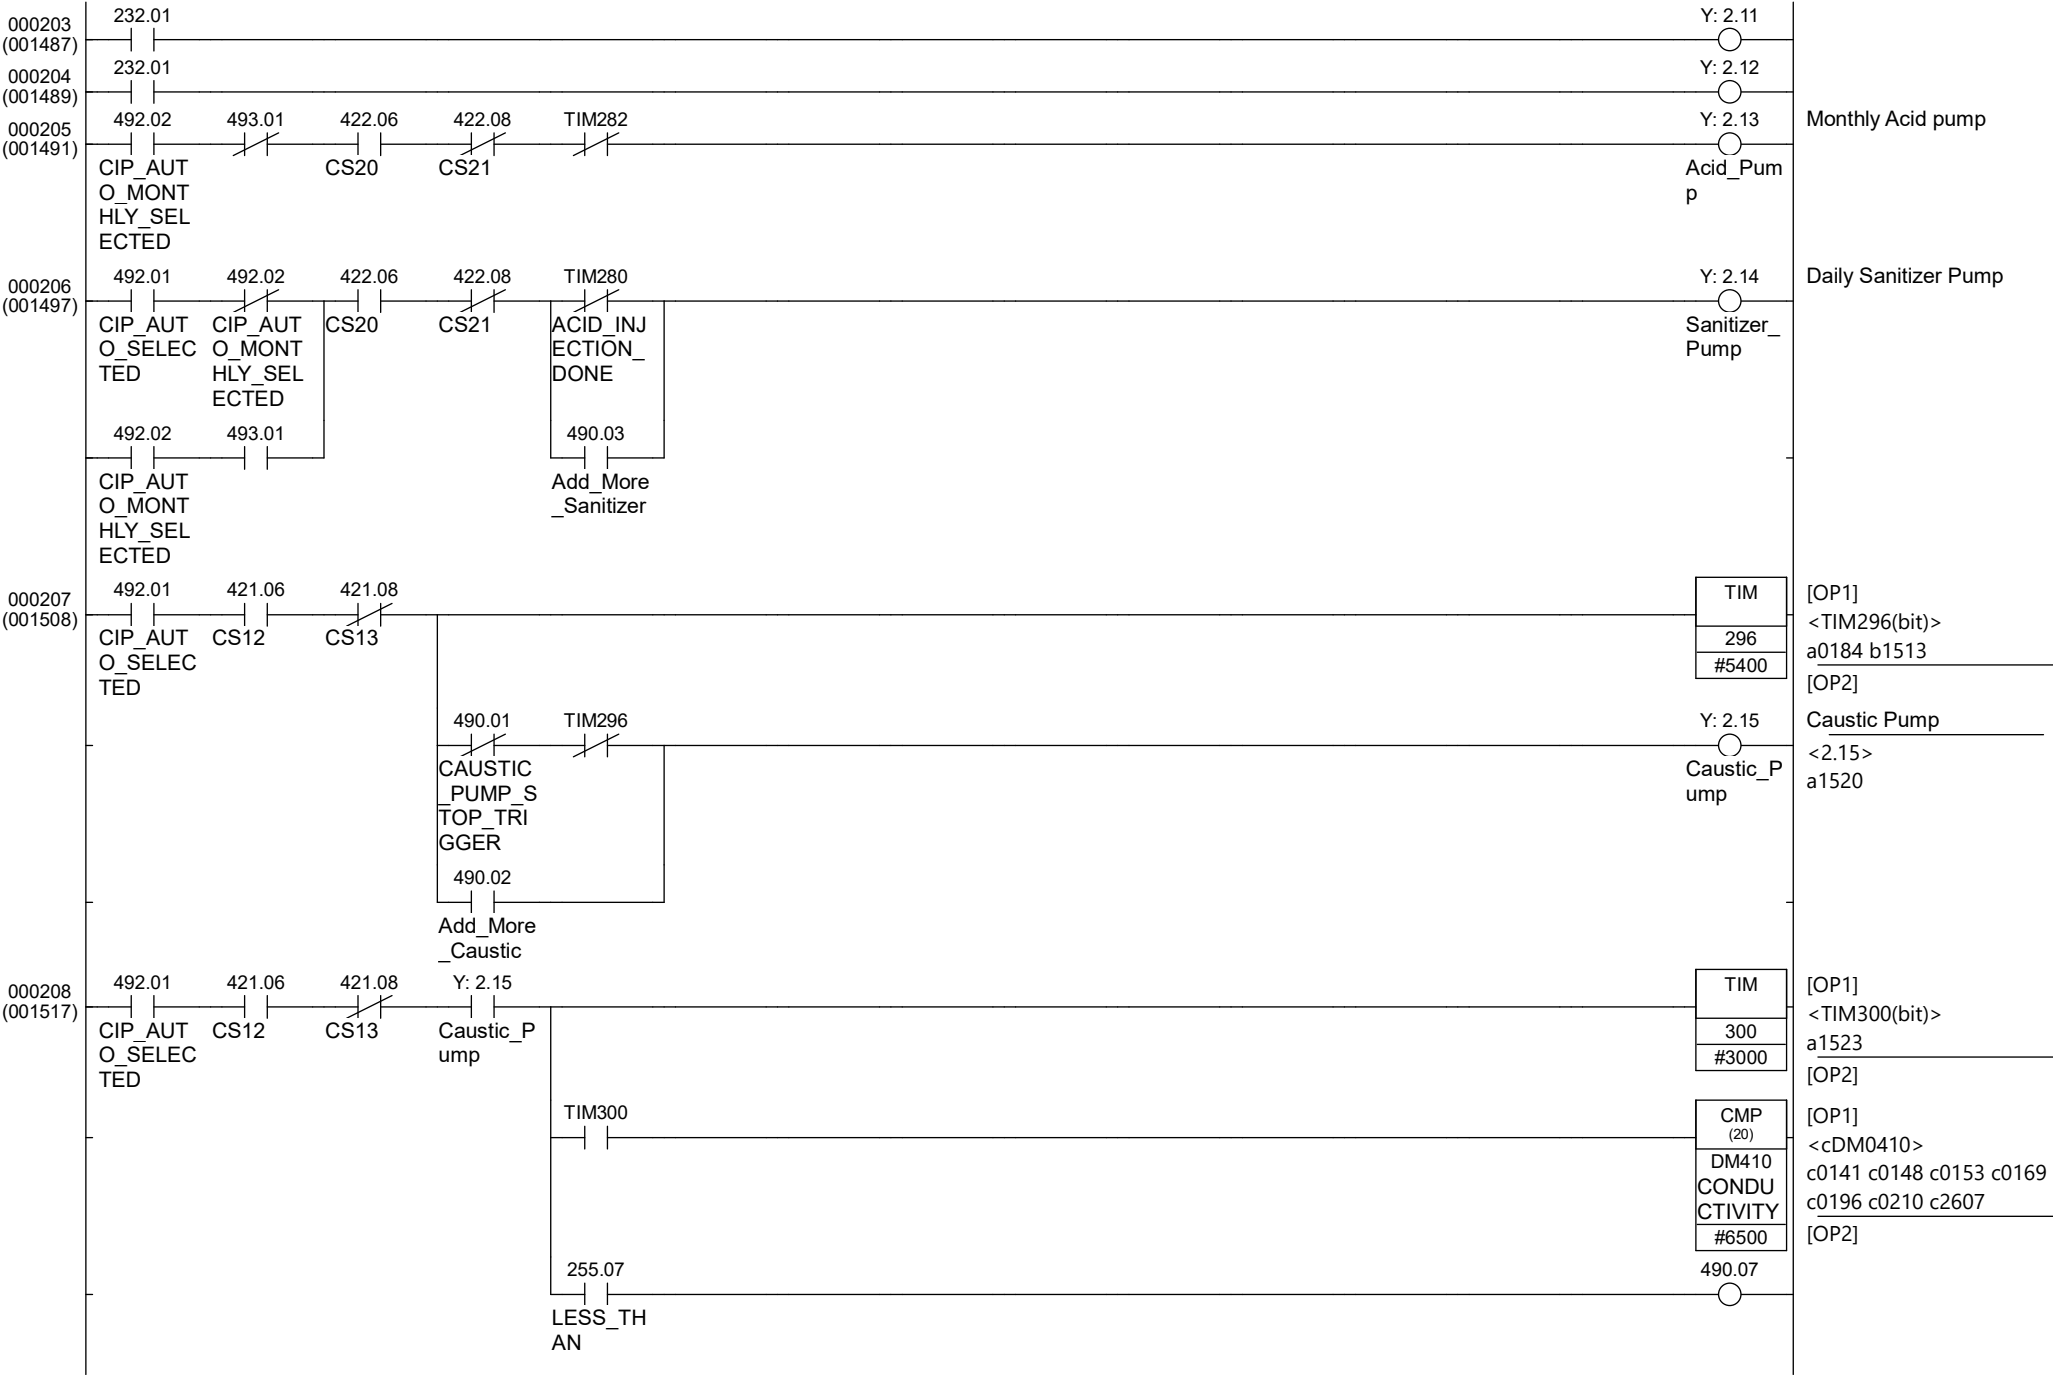 000203
(001487)
232.01
Y: 2.11
000204
(001489)
232.01
Y: 2.12
000205
(001491)
492.02 493.01 422.06 422.08 TIM282 Y: 2.13
Monthly Acid pump
CIP_AUT
O_MONT
HLY_SEL
ECTED
CS20
CS21
Acid_Pum
p
000206
(001497)
492.01 492.02 422.06 422.08 TIM280 Y: 2.14
Daily Sanitizer Pump
CIP_AUT
O_SELEC
TED
CIP_AUT
O_MONT
HLY_SEL
ECTED
CS20
CS21
ACID_INJ
ECTION_
DONE
Sanitizer_
Pump
492.02 493.01 490.03
CIP_AUT
O_MONT
HLY_SEL
ECTED
Add_More
_Sanitizer
000207
(001508)
492.01 421.06 421.08
CIP_AUT
O_SELEC
TED
CS12
CS13
TIM
296
#5400
[OP1]
<TIM296(bit)>
a0184 b1513
[OP2]
490.01 TIM296 Y: 2.15
CAUSTIC
_PUMP_S
TOP_TRI
GGER
Caustic_P
ump
Caustic Pump
<2.15>
a1520
490.02
Add_More
_Caustic
000208
(001517)
492.01 421.06 421.08 Y: 2.15
CIP_AUT
O_SELEC
TED
CS12
CS13
Caustic_P
ump
TIM
300
#3000
[OP1]
<TIM300(bit)>
a1523
[OP2]
TIM300
CMP
(20)
DM410
CONDU
CTIVITY
#6500
[OP1]
<cDM0410>
c0141 c0148 c0153 c0169
c0196 c0210 c2607
[OP2]
255.07
LESS_TH
AN
490.07